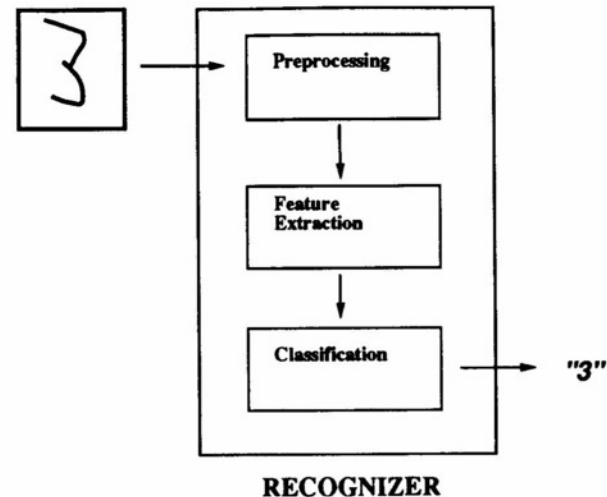 3
Preprocessing
Feature
Extraction
Classification
"3"
RECOGNIZER